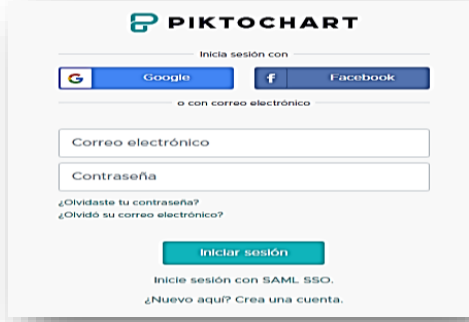 PIKTOCHART
Inicia sesión con
Google
Facebook
o con correo electrónico
Correo electrónico
Contraseña
¿Olvidaste tu contraseña?
¿Olvidó su correo electrónico?
Iniciar sesión
Inicie sesión con SAML SSO.
¿Nuevo aquí? Crea una cuenta.